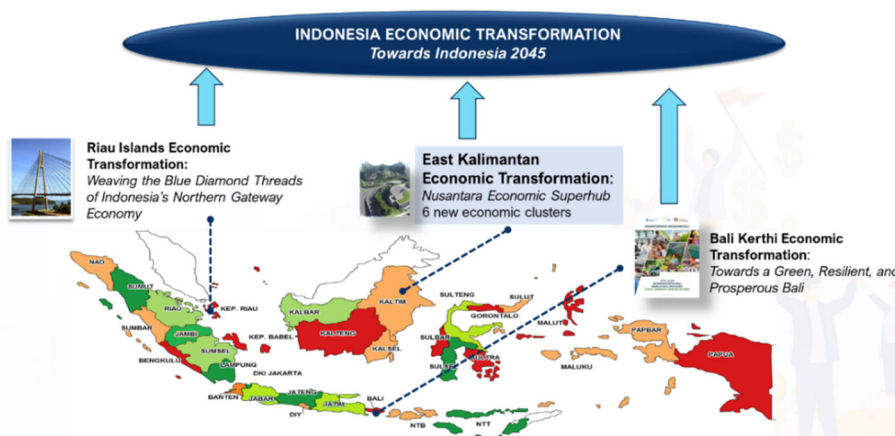 INDONESIA ECONOMIC TRANSFORMATION
Towards Indonesia 2045
Riau Islands Economic
Transformation:
Weaving the Blue Diamond Threads
of Indonesia's Northern Gateway
Economy
East Kalimantan
Economic Transformation:
Nusantara Economic Superhub
6 new economic clusters
Bali Kerthi Economic
Transformation:
Towards a Green, Resilient, and
Prosperous Bali
NAD
SUMUT
RIAU
KEP. RIAU
SUMBAR
JAMBI
KEP. BABEL
BENGKULU
SUMSEL
LAMPUNG
DKI JAKARTA
BANTEN
JABAR
JATENG
DIY
JATIM
BALI
NTB
NTT
KALBAR
KALTENG
KALTIM
KALSEL
SULTENG
SULUT
GORONTALO
SULBAR
SULSEL
SULTRA
MALUT
MALUKU
PAPBAR
PAPUA